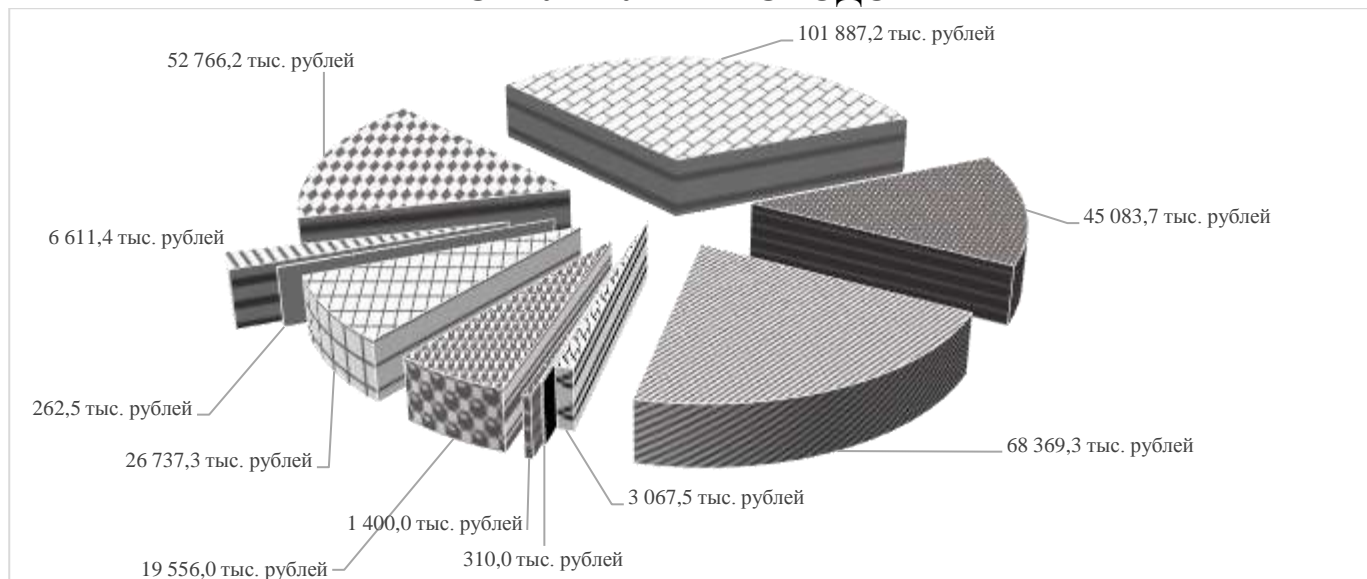 101 887,2 тыс. рублей
52 766,2 тыс. рублей
45 083,7 тыс. рублей
6 611,4 тыс. рублей
262,5 тыс. рублей
68 369,3 тыс. рублей
26 737,3 тыс. рублей
3 067,5 тыс. рублей
1 400,0 тыс. рублей
310,0 тыс. рублей
19 556,0 тыс. рублей